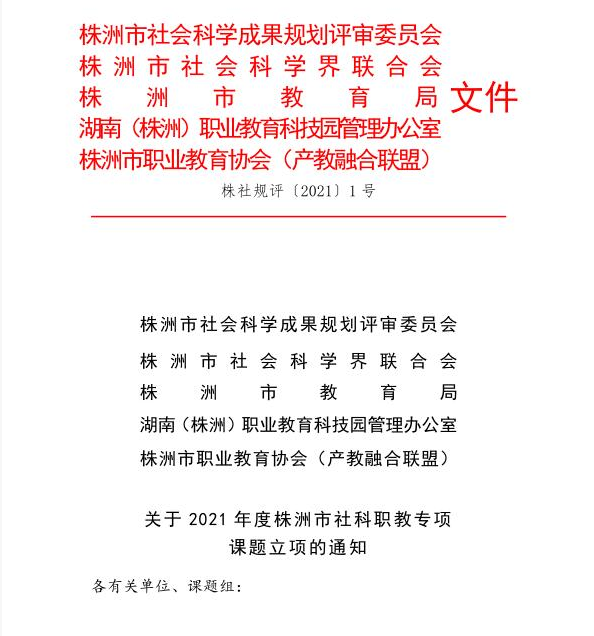 株洲市社会科学成果规划评审委员会
株洲市社会科学界联合会
株洲市教育局
文件
湖南（株洲）职业教育科技园管理办公室
株洲市职业教育协会（产教融合联盟）
株社规评〔2021〕1号
株洲市社会科学成果规划评审委员会
株洲市社会科学界联合会
株洲市教育局
湖南（株洲）职业教育科技园管理办公室
株洲市职业教育协会（产教融合联盟）
关于 2021 年度株洲市社科职教专项
课题立项的通知
各有关单位、课题组：